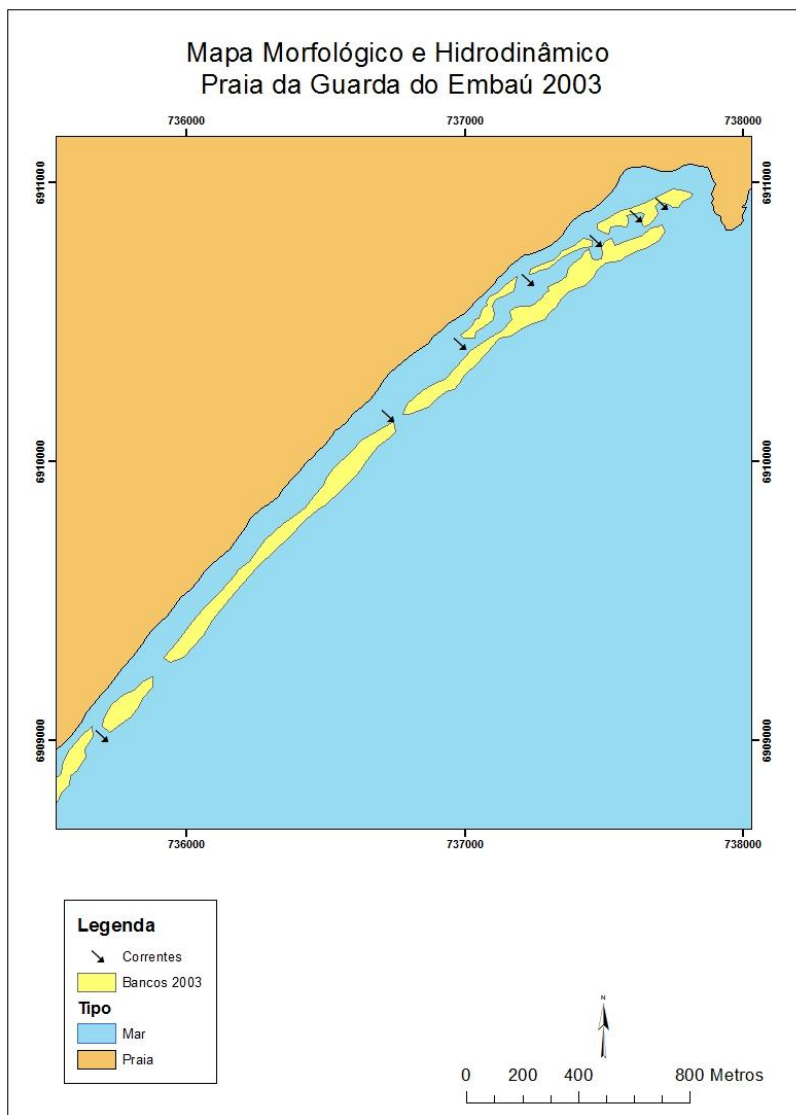 Mapa Morfológico e Hidrodinâmico
Praia da Guarda do Embaú 2003
736000 737000 738000
6911000 6911000
6910000 6910000
6909000 6909000
736000 737000 738000
Legenda
Correntes
Bancos 2003
Tipo
Mar
Praia
N
0 200 400 800 Metros